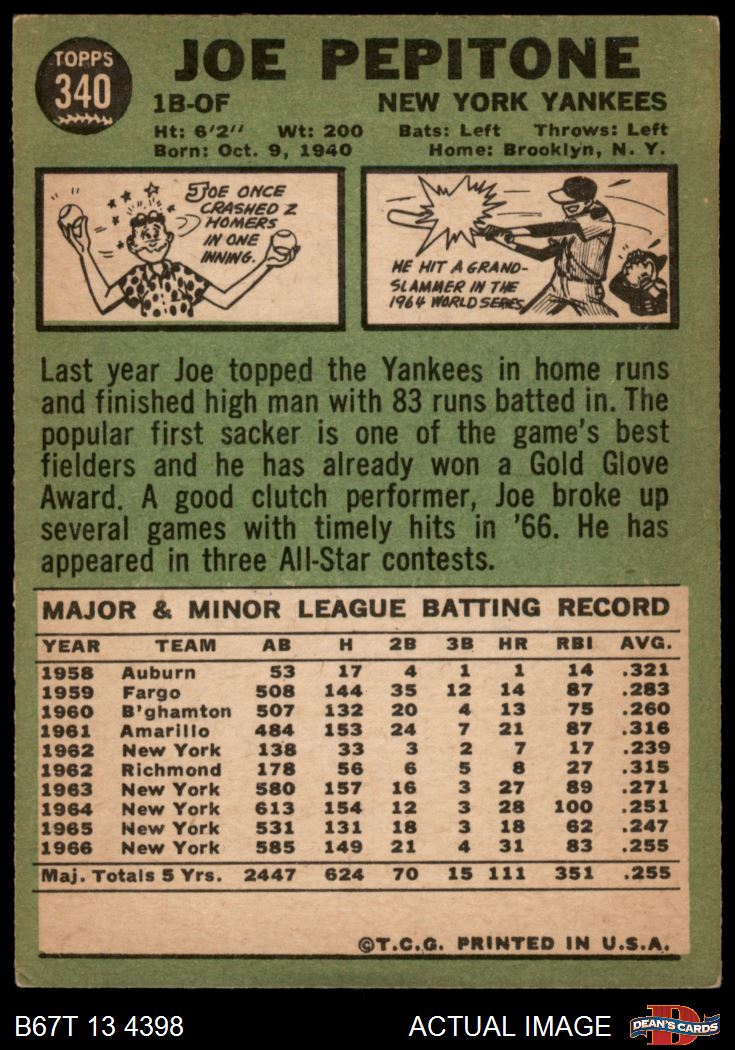 TOPPS
340
JOE PEPITONE
1B-OF NEW YORK YANKEES
Ht: 6'2" Wt: 200 Bats: Left Throws: Left
Born: Oct. 9, 1940 Home: Brooklyn, N. Y.
JOE ONCE
CRASHED 2
HOMERS
IN ONE
INNING.
HE HIT A GRAND-
SLAMMER IN THE
1964 WORLD SERIES
Last year Joe topped the Yankees in home runs
and finished high man with 83 runs batted in. The
popular first sacker is one of the game's best
fielders and he has already won a Gold Glove
Award. A good clutch performer, Joe broke up
several games with timely hits in '66. He has
appeared in three All-Star contests.
MAJOR & MINOR LEAGUE BATTING RECORD
YEAR TEAM AB H 2B 3B HR RBI AVG.
1958 Auburn 53 17 4 1 1 14 .321
1959 Fargo 508 144 35 12 14 87 .283
1960 B'ghamton 507 132 20 4 13 75 .260
1961 Amarillo 484 153 24 7 21 87 .316
1962 New York 138 33 3 2 7 17 .239
1962 Richmond 178 56 6 5 8 27 .315
1963 New York 580 157 16 3 27 89 .271
1964 New York 613 154 12 3 28 100 .251
1965 New York 531 131 18 3 18 62 .247
1966 New York 585 149 21 4 31 83 .255
Maj. Totals 5 Yrs. 2447 624 70 15 111 351 .255
©T.C.G. PRINTED IN U.S.A.
B67T 13 4398 ACTUAL IMAGE D DEAN'S CARDS